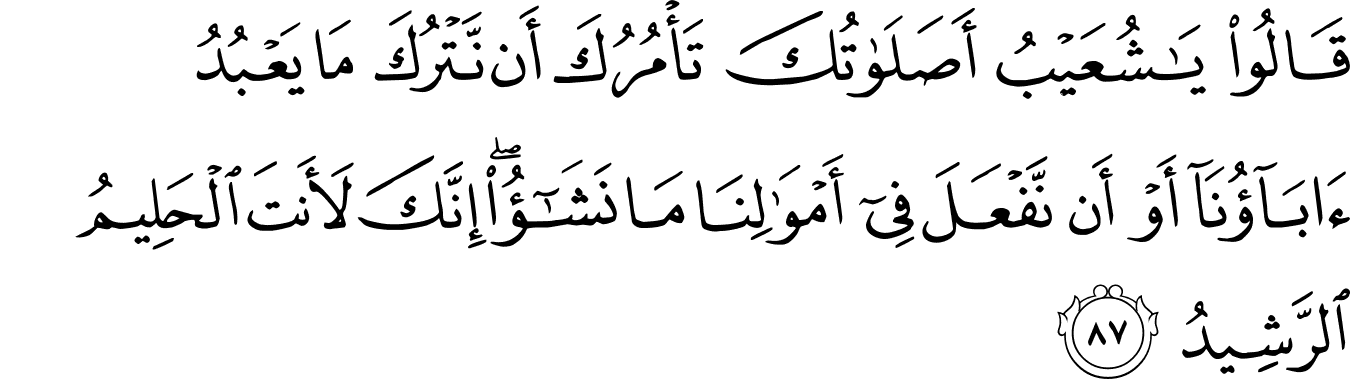 قَالُوا۟ يَـٰشُعَيْبُ أَصَلَوٰتُكَ تَأْمُرُكَ أَن نَّتْرُكَ مَا يَعْبُدُ
ءَابَآؤُنَآ أَوْ أَن نَّفْعَلَ فِىٓ أَمْوَٰلِنَا مَا نَشَـٰٓؤُا۟ ۖ إِنَّكَ لَأَنتَ ٱلْحَلِيمُ
ٱلرَّشِيدُ ٨٧